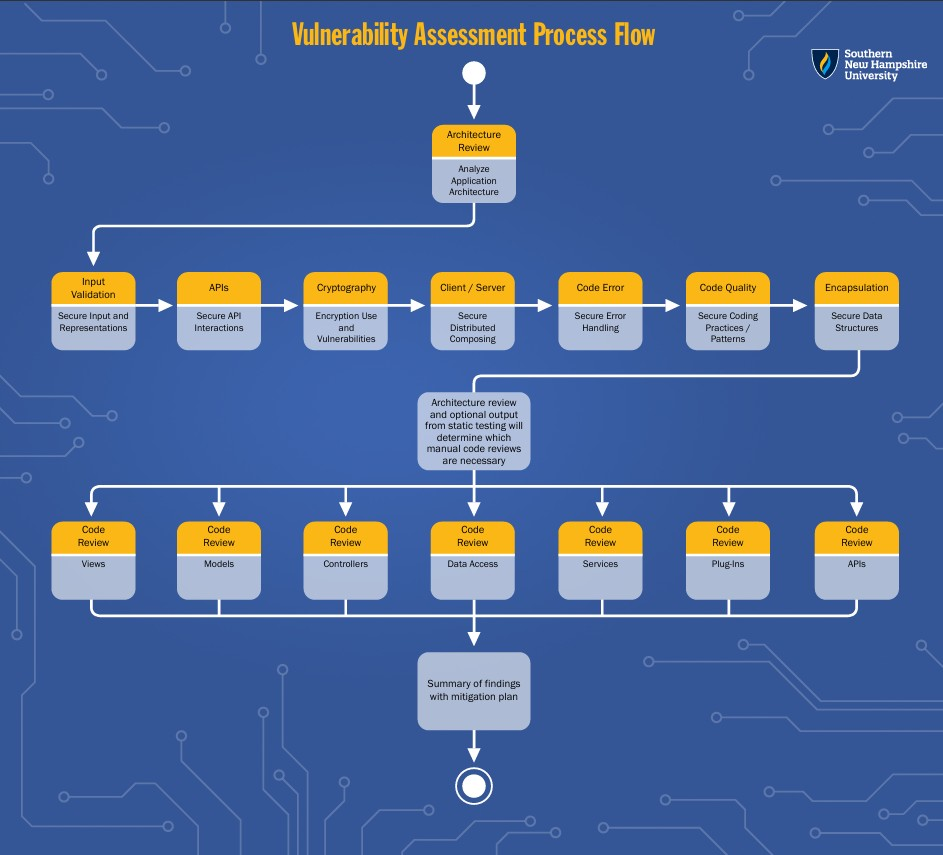 Vulnerability Assessment Process Flow
Southern
New Hampshire
University
Architecture
Review
Analyze
Application
Architecture
Input
Validation
Secure Input and
Representations
APIs
Secure API
Interactions
Cryptography
Encryption Use
and
Vulnerabilities
Client / Server
Secure
Distributed
Composing
Code Error
Secure Error
Handling
Code Quality
Secure Coding
Practices /
Patterns
Encapsulation
Secure Data
Structures
Architecture review
and optional output
from static testing will
determine which
manual code reviews
are necessary
Code
Review
Views
Code
Review
Models
Code
Review
Controllers
Code
Review
Data Access
Code
Review
Services
Code
Review
Plug-Ins
Code
Review
APIs
Summary of findings
with mitigation plan